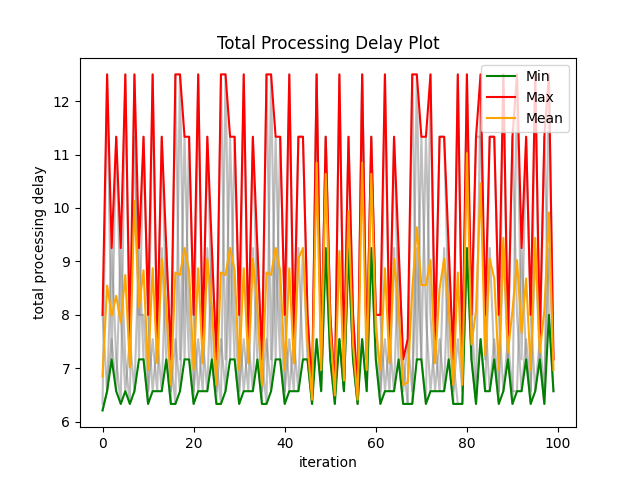 Total Processing Delay Plot
Min
Max
Mean
total processing delay
12
11
10
9
8
7
6
0 20 40 60 80 100
iteration